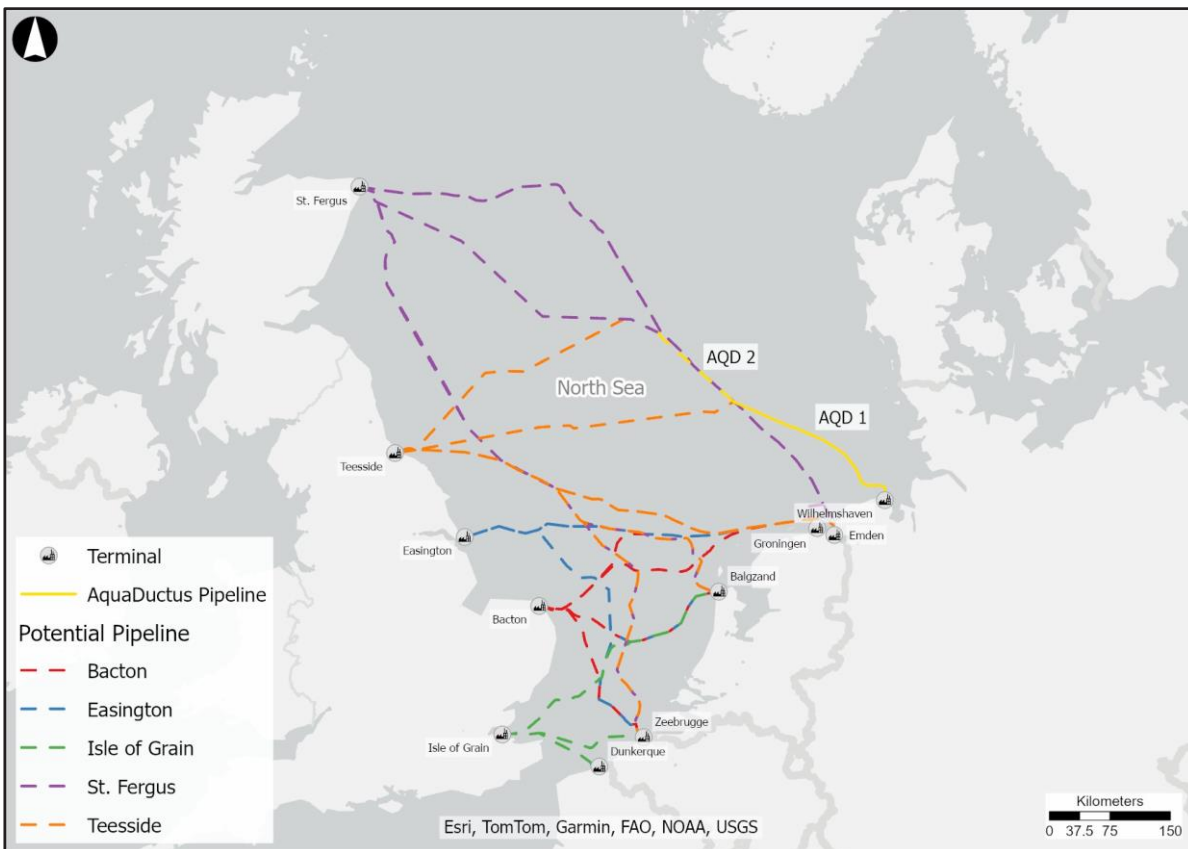 St. Fergus
AQD 2
North Sea
AQD 1
Teesside
Wilhelmshaven
Easington
Groningen
Emden
Balgzand
Bacton
Zeebrugge
Isle of Grain
Dunkerque
Terminal
AquaDuctus Pipeline
Potential Pipeline
Bacton
Easington
Isle of Grain
St. Fergus
Teesside
Esri, TomTom, Garmin, FAO, NOAA, USGS
Kilometers
0 37.5 75 150